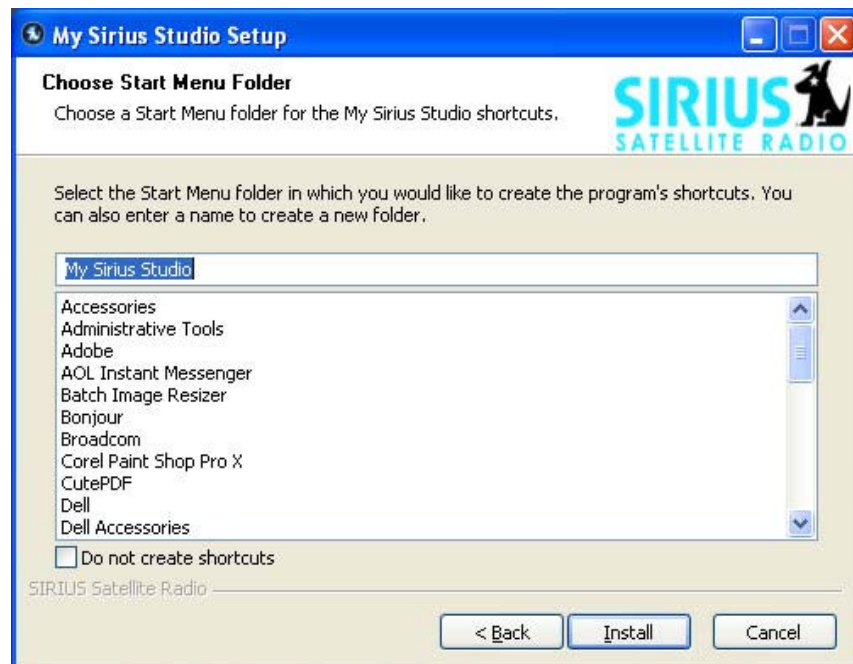 My Sirius Studio Setup
Choose Start Menu Folder
Choose a Start Menu folder for the My Sirius Studio shortcuts.
SIRIUS
SATELLITE RADIO
Select the Start Menu folder in which you would like to create the program's shortcuts. You
can also enter a name to create a new folder.
My Sirius Studio
Accessories
Administrative Tools
Adobe
AOL Instant Messenger
Batch Image Resizer
Bonjour
Broadcom
Corel Paint Shop Pro X
CutePDF
Dell
Dell Accessories
Do not create shortcuts
SIRIUS Satellite Radio
< Back
Install
Cancel